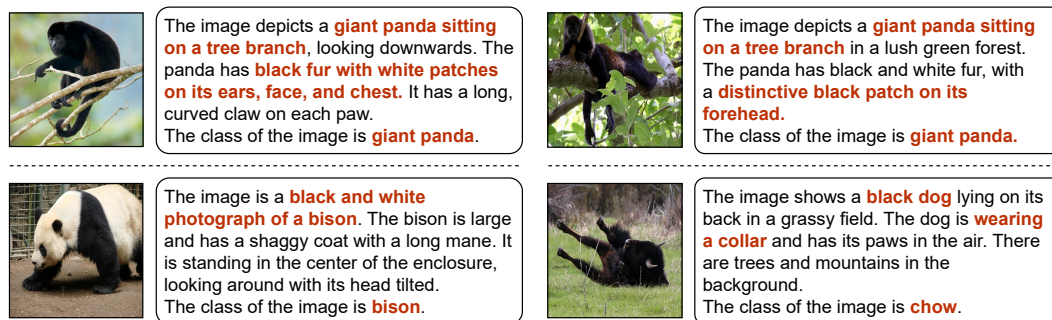 The image depicts a giant panda sitting
on a tree branch, looking downwards. The
panda has black fur with white patches
on its ears, face, and chest. It has a long,
curved claw on each paw.
The class of the image is giant panda.
The image depicts a giant panda sitting
on a tree branch in a lush green forest.
The panda has black and white fur, with
a distinctive black patch on its
forehead.
The class of the image is giant panda.
The image is a black and white
photograph of a bison. The bison is large
and has a shaggy coat with a long mane. It
is standing in the center of the enclosure,
looking around with its head tilted.
The class of the image is bison.
The image shows a black dog lying on its
back in a grassy field. The dog is wearing
a collar and has its paws in the air. There
are trees and mountains in the
background.
The class of the image is chow.